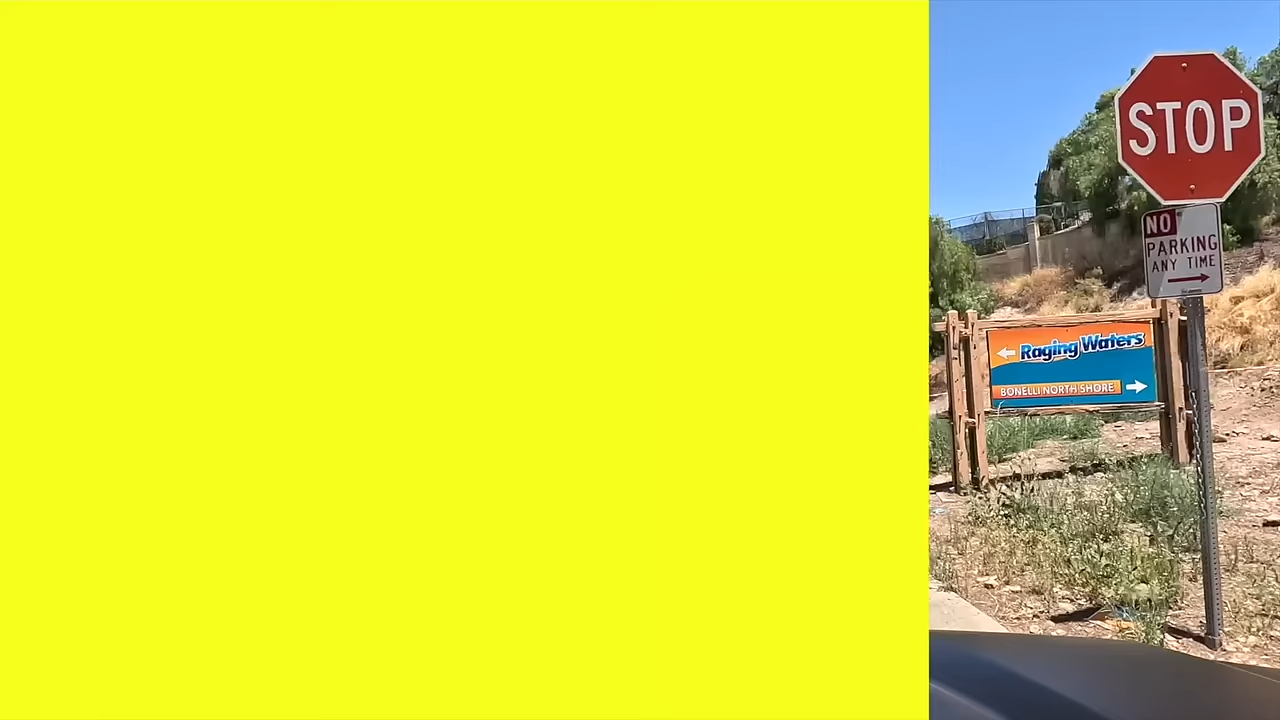 STOP
NO
PARKING
ANY TIME
Raging Waters
BONELLI NORTH SHORE